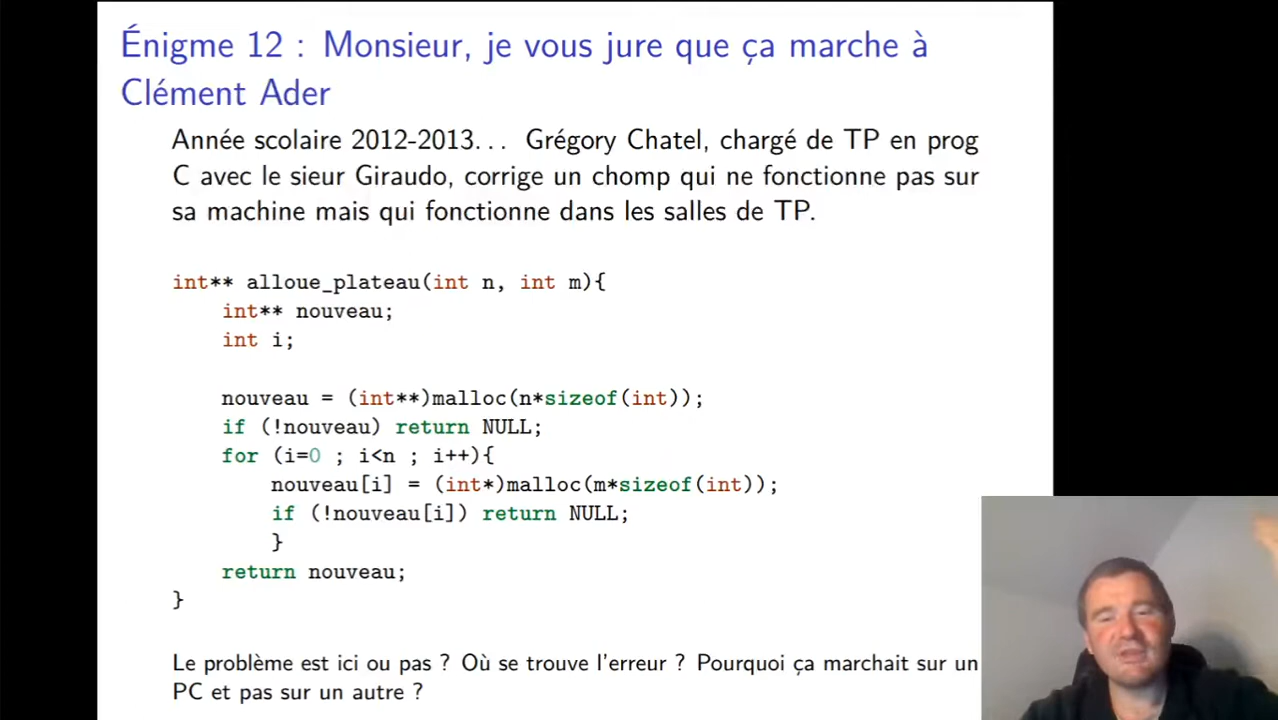 Énigme 12 : Monsieur, je vous jure que ça marche à
Clément Ader
Année scolaire 2012-2013... Grégory Chatel, chargé de TP en prog
C avec le sieur Giraudo, corrige un chomp qui ne fonctionne pas sur
sa machine mais qui fonctionne dans les salles de TP.
int** alloue_plateau(int n, int m){
    int** nouveau;
    int i;
    nouveau = (int**)malloc(n*sizeof(int));
    if (!nouveau) return NULL;
    for (i=0 ; i<n ; i++){
        nouveau[i] = (int*)malloc(m*sizeof(int));
        if (!nouveau[i]) return NULL;
        }
    return nouveau;
}
Le problème est ici ou pas ? Où se trouve l'erreur ? Pourquoi ça marchait sur un
PC et pas sur un autre ?